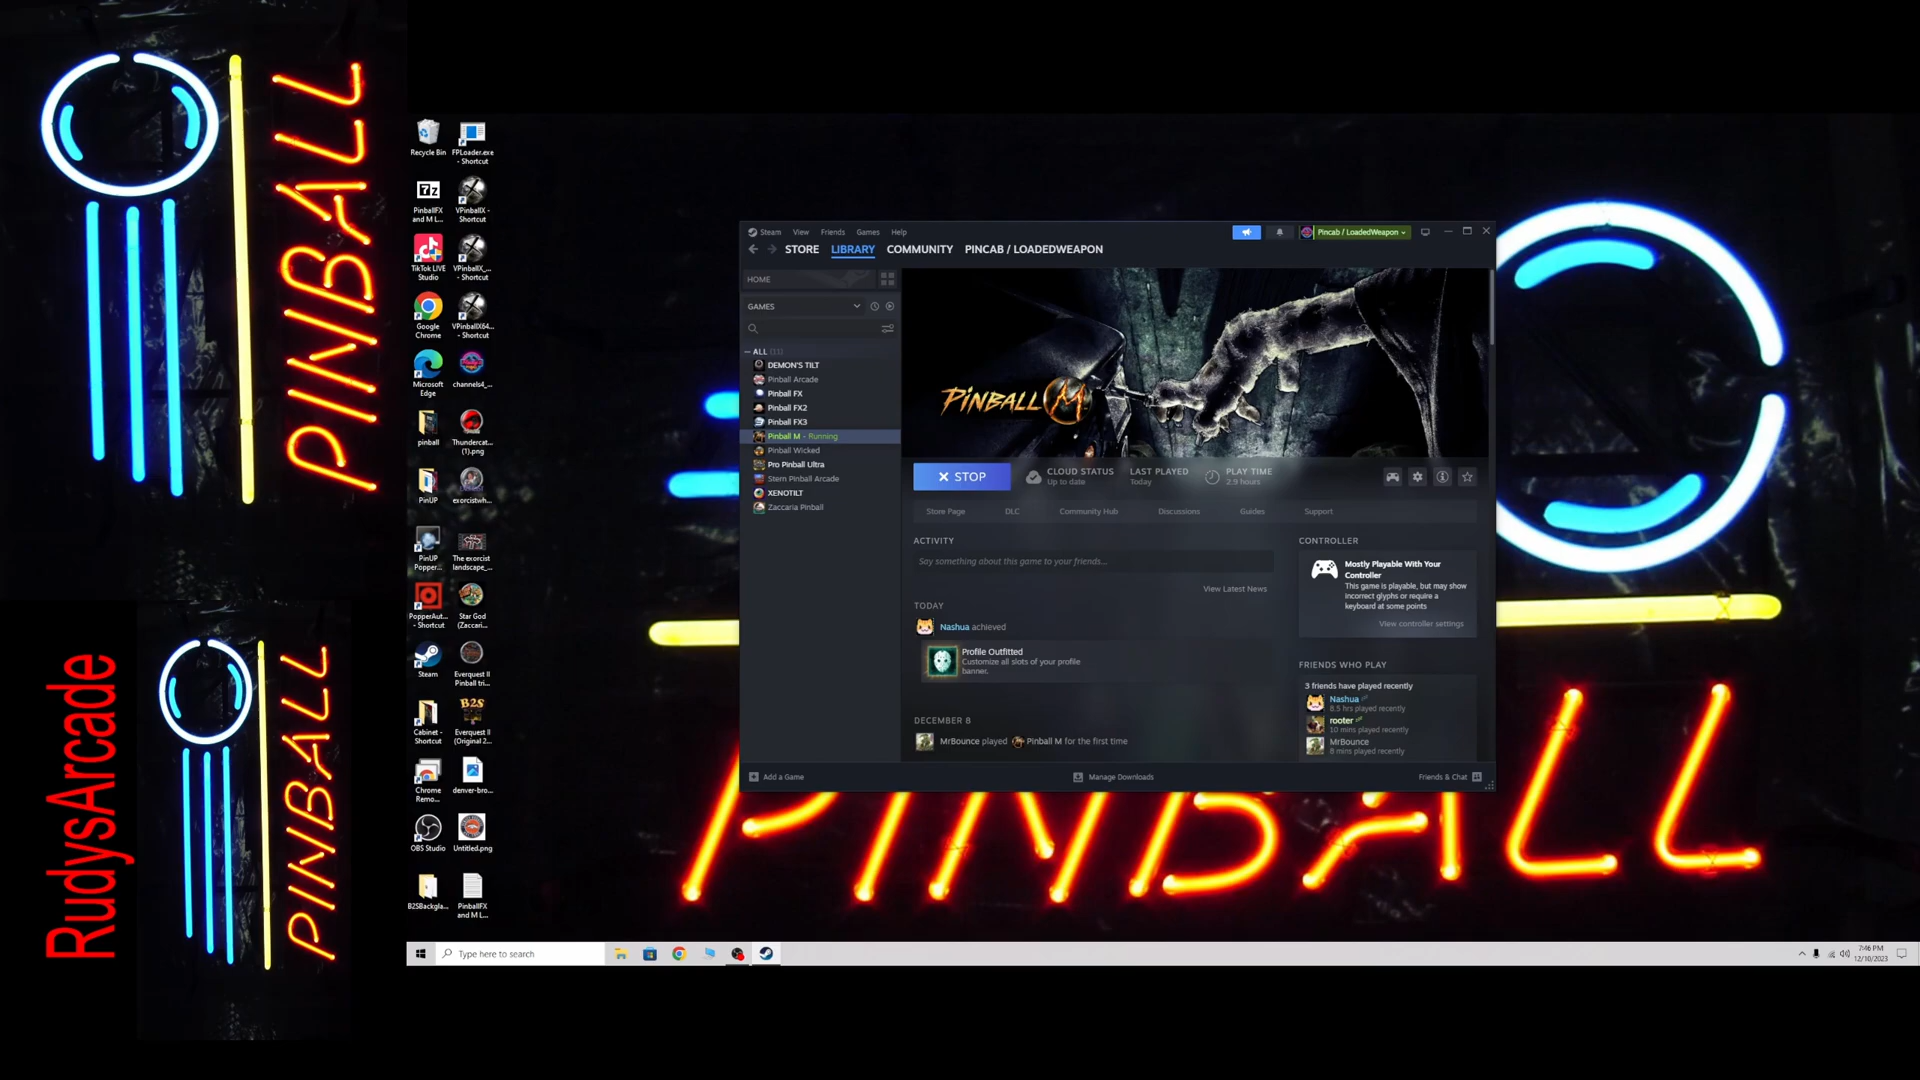 PINBALL
RudysArcade
PINBALL
Recycle Bin
FPLoader.exe
- Shortcut
7z
PinballFX
and M L...
VPinballX -
Shortcut
TikTok LIVE
Studio
VPinballX_...
- Shortcut
Google
Chrome
VPinballX64...
- Shortcut
Microsoft
Edge
channels4_...
pinball
Thundercat...
(1).png
PinUP
exorcistwh...
PinUP
Popper...
The exorcist
landscape_...
PopperAut...
- Shortcut
Star God
(Zaccari...
Steam
Everquest II
Pinball tri...
Cabinet -
Shortcut
B2S
Everquest II
(Original 2...
Chrome
Remo...
denver-bro...
OBS Studio
Untitled.png
B2SBackgla...
PinballFX
and M L...
Steam View Friends Games Help
Pincab / LoadedWeapon
STORE LIBRARY COMMUNITY PINCAB / LOADEDWEAPON
HOME
GAMES
ALL (11)
DEMON'S TILT
Pinball Arcade
Pinball FX
Pinball FX2
Pinball FX3
Pinball M - Running
Pinball Wicked
Pro Pinball Ultra
Stern Pinball Arcade
XENOTILT
Zaccaria Pinball
PINBALL M
STOP
CLOUD STATUS
Up to date
LAST PLAYED
Today
PLAY TIME
2.9 hours
Store Page DLC Community Hub Discussions Guides Support
ACTIVITY
Say something about this game to your friends...
View Latest News
TODAY
Nashua achieved
Profile Outfitted
Customize all slots of your profile
banner.
DECEMBER 8
MrBounce played Pinball M for the first time
CONTROLLER
Mostly Playable With Your
Controller
This game is playable, but may show
incorrect glyphs or require a
keyboard at some points
View controller settings
FRIENDS WHO PLAY
3 friends have played recently
Nashua
8.5 hrs played recently
rooter
10 mins played recently
MrBounce
8 mins played recently
Add a Game
Manage Downloads
Friends & Chat
PINBALL
Type here to search
7:46 PM
12/10/2023